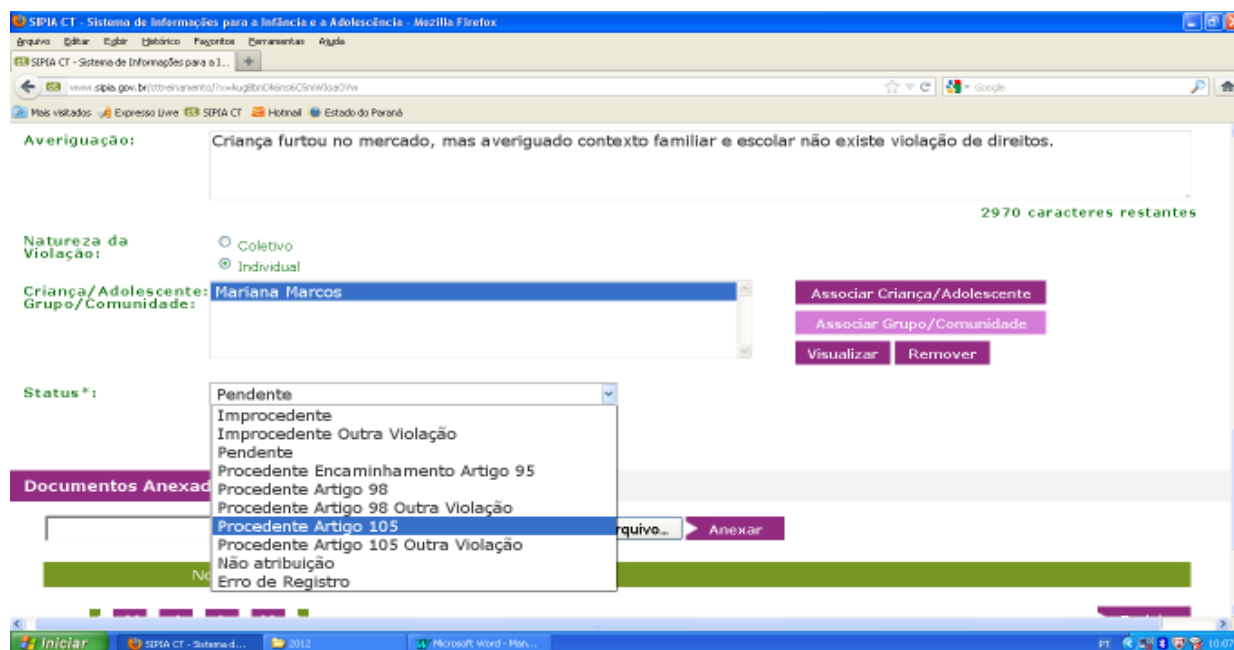 SIPIA CT - Sistema de Informações para a Infância e a Adolescência - Mozilla Firefox
Arquivo Editar Exibir Histórico Favoritos Ferramentas Ajuda
SIPIA CT - Sistema de Informações para a I... +
Google
Mais visitados Expresso Livre SIPIA CT Hotmail Estado do Paraná
Averiguação: Criança furtou no mercado, mas averiguado contexto familiar e escolar não existe violação de direitos.
2970 caracteres restantes
Natureza da Violação:
Coletivo
Individual
Criança/Adolescente: Grupo/Comunidade:
Mariana Marcos
Associar Criança/Adolescente
Associar Grupo/Comunidade
Visualizar Remover
Status*: Pendente
Improcedente
Improcedente Outra Violação
Pendente
Procedente Encaminhamento Artigo 95
Documentos Anexad
Procedente Artigo 98
Procedente Artigo 98 Outra Violação
Procedente Artigo 105
rquivo... Anexar
Procedente Artigo 105 Outra Violação
Não atribuição
No
Erro de Registro
Iniciar SIPIA CT - Sistema d... 2012 Microsoft Word - Man... PT 10:07